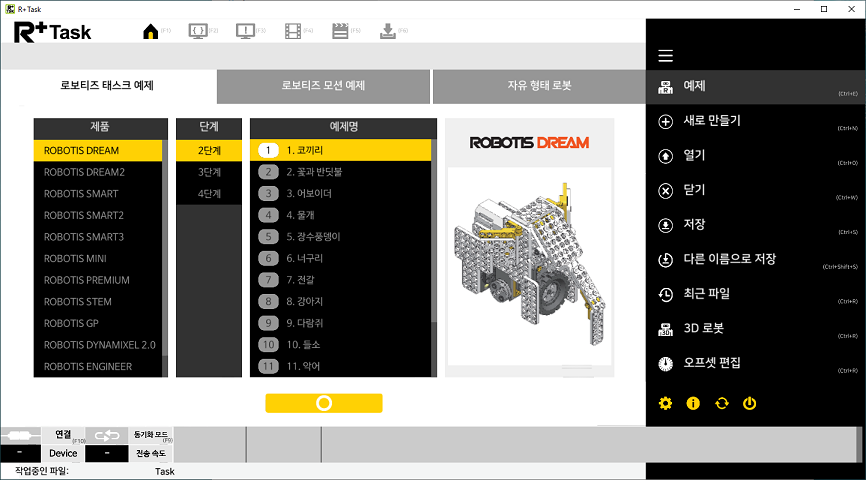 R+Task
R+Task
(F1)
(F2)
(F3)
(F4)
(F5)
(F6)
로보티즈 태스크 예제
로보티즈 모션 예제
자유 형태 로봇
제품
ROBOTIS DREAM
ROBOTIS DREAM2
ROBOTIS SMART
ROBOTIS SMART2
ROBOTIS SMART3
ROBOTIS MINI
ROBOTIS PREMIUM
ROBOTIS STEM
ROBOTIS GP
ROBOTIS DYNAMIXEL 2.0
ROBOTIS ENGINEER
단계
2단계
3단계
4단계
예제명
1 1. 코끼리
2 2. 꽃과 반딧불
3 3. 어보이더
4 4. 물개
5 5. 장수풍뎅이
6 6. 너구리
7 7. 전갈
8 8. 강아지
9 9. 다람쥐
10 10. 들소
11 11. 악어
ROBOTIS DREAM
예제 (Ctrl+E)
새로 만들기 (Ctrl+N)
열기 (Ctrl+O)
닫기 (Ctrl+W)
저장 (Ctrl+S)
다른 이름으로 저장 (Ctrl+Shift+S)
최근 파일 (Ctrl+R)
3D 로봇 (Ctrl+R)
오프셋 편집 (Ctrl+R)
연결 (F10)
동기화 모드 (F9)
- Device - 전송 속도
작업중인 파일: Task